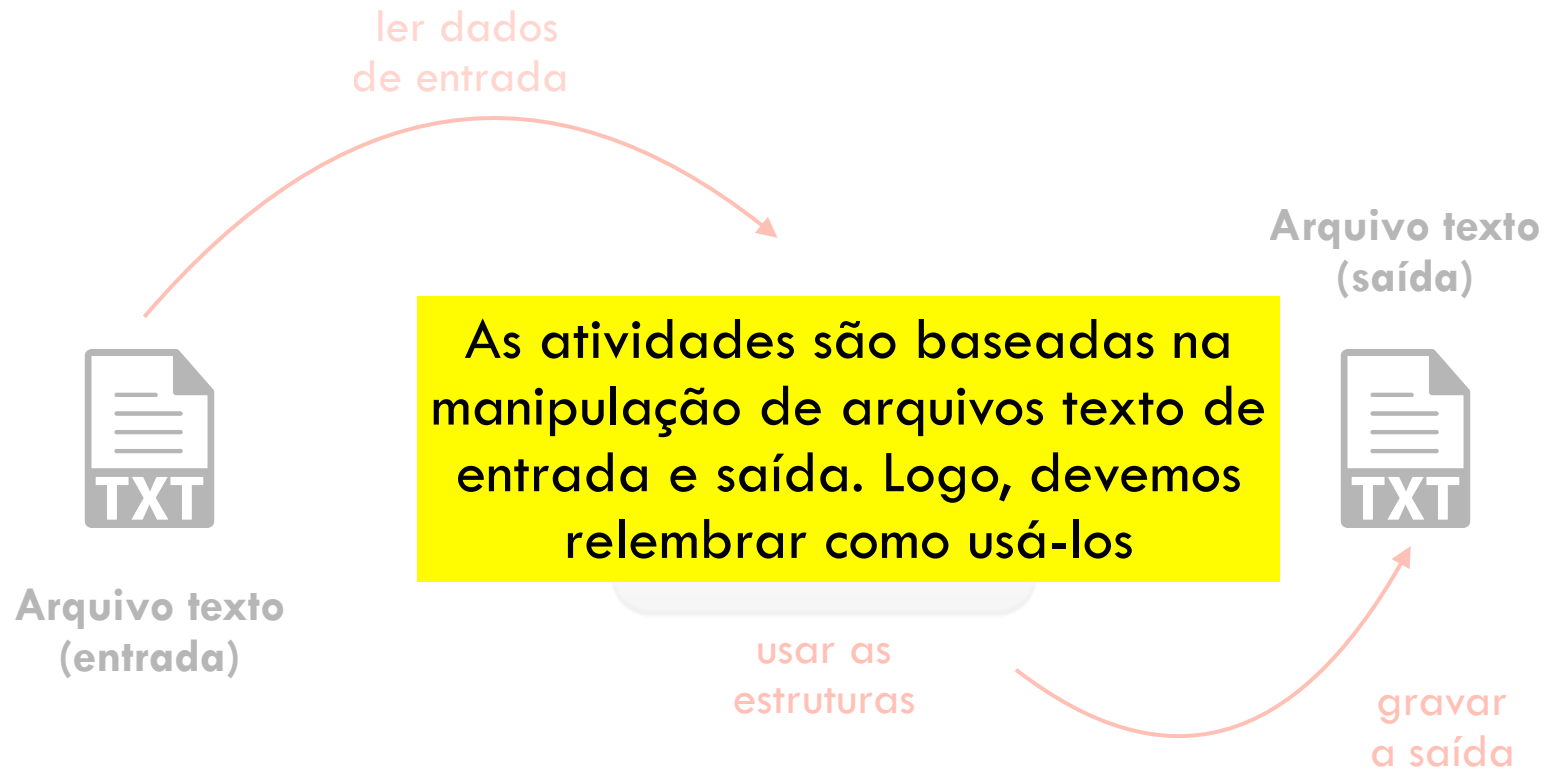 ler dados
de entrada
Arquivo texto
(saída)
As atividades são baseadas na
manipulação de arquivos texto de
entrada e saída. Logo, devemos
relembrar como usá-los
TXT
TXT
Arquivo texto
(entrada)
usar as
estruturas
gravar
a saída